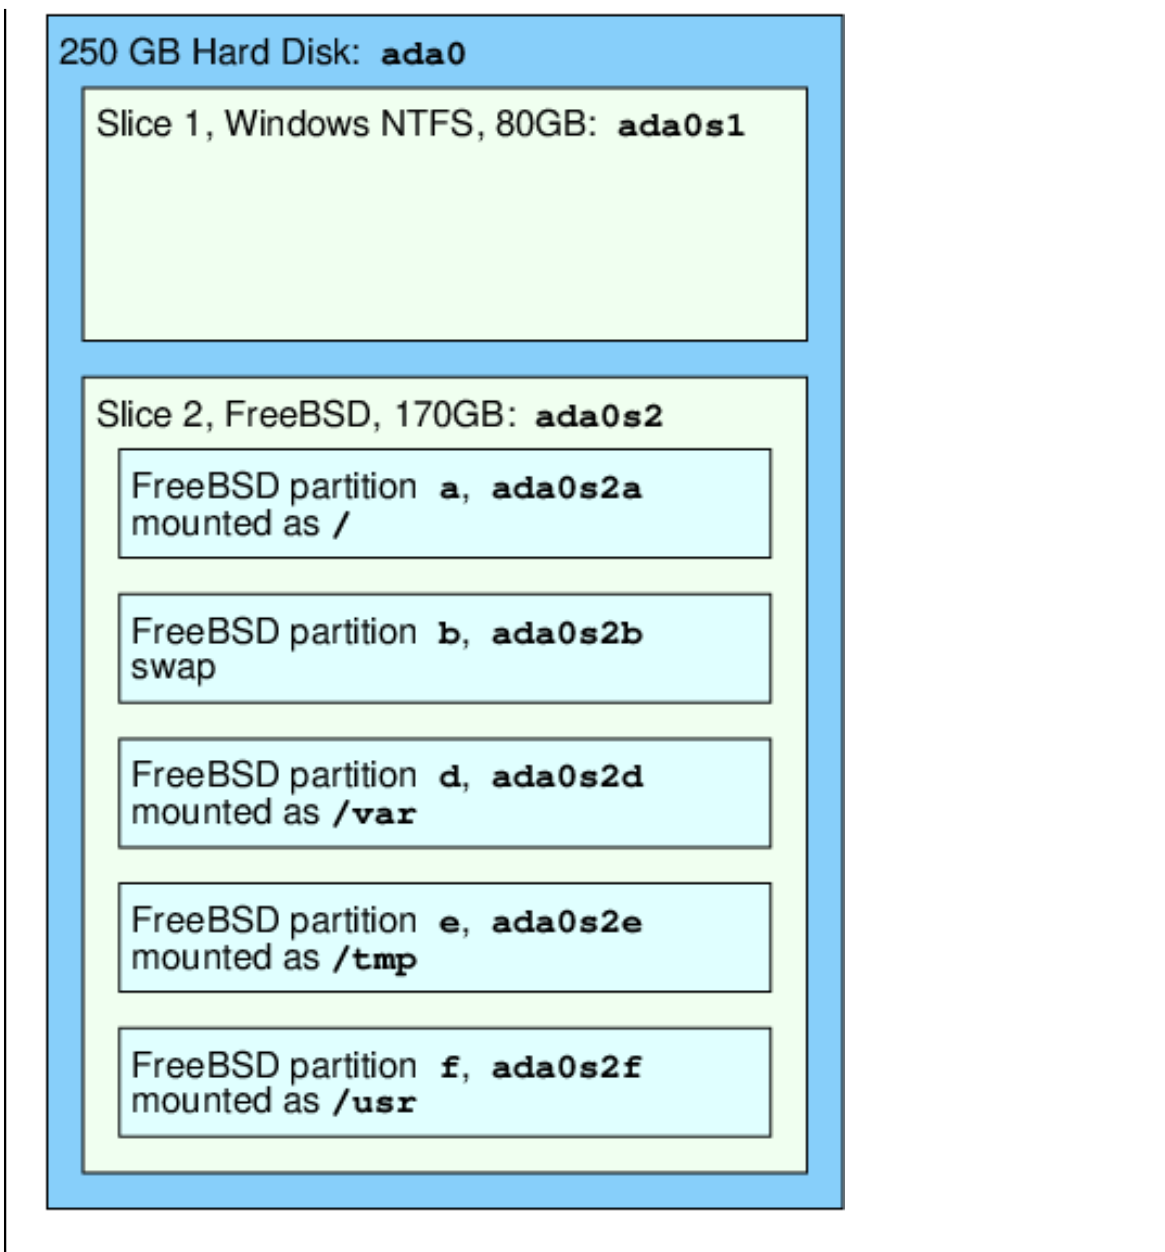 250 GB Hard Disk: ada0
Slice 1, Windows NTFS, 80GB: ada0s1
Slice 2, FreeBSD, 170GB: ada0s2
FreeBSD partition a, ada0s2a
mounted as /
FreeBSD partition b, ada0s2b
swap
FreeBSD partition d, ada0s2d
mounted as /var
FreeBSD partition e, ada0s2e
mounted as /tmp
FreeBSD partition f, ada0s2f
mounted as /usr